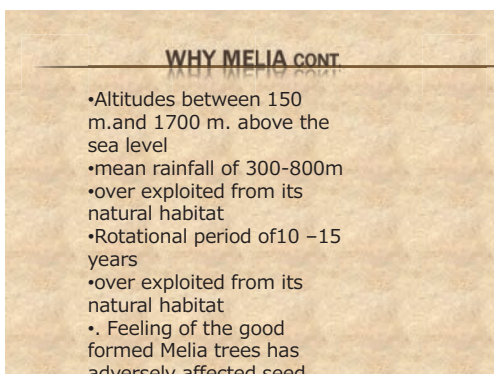 WHY MELIA CONT.
•Altitudes between 150
m.and 1700 m. above the
sea level
•mean rainfall of 300-800m
•over exploited from its
natural habitat
•Rotational period of10 –15
years
•over exploited from its
natural habitat
•. Feeling of the good
formed Melia trees has
adversely affected seed